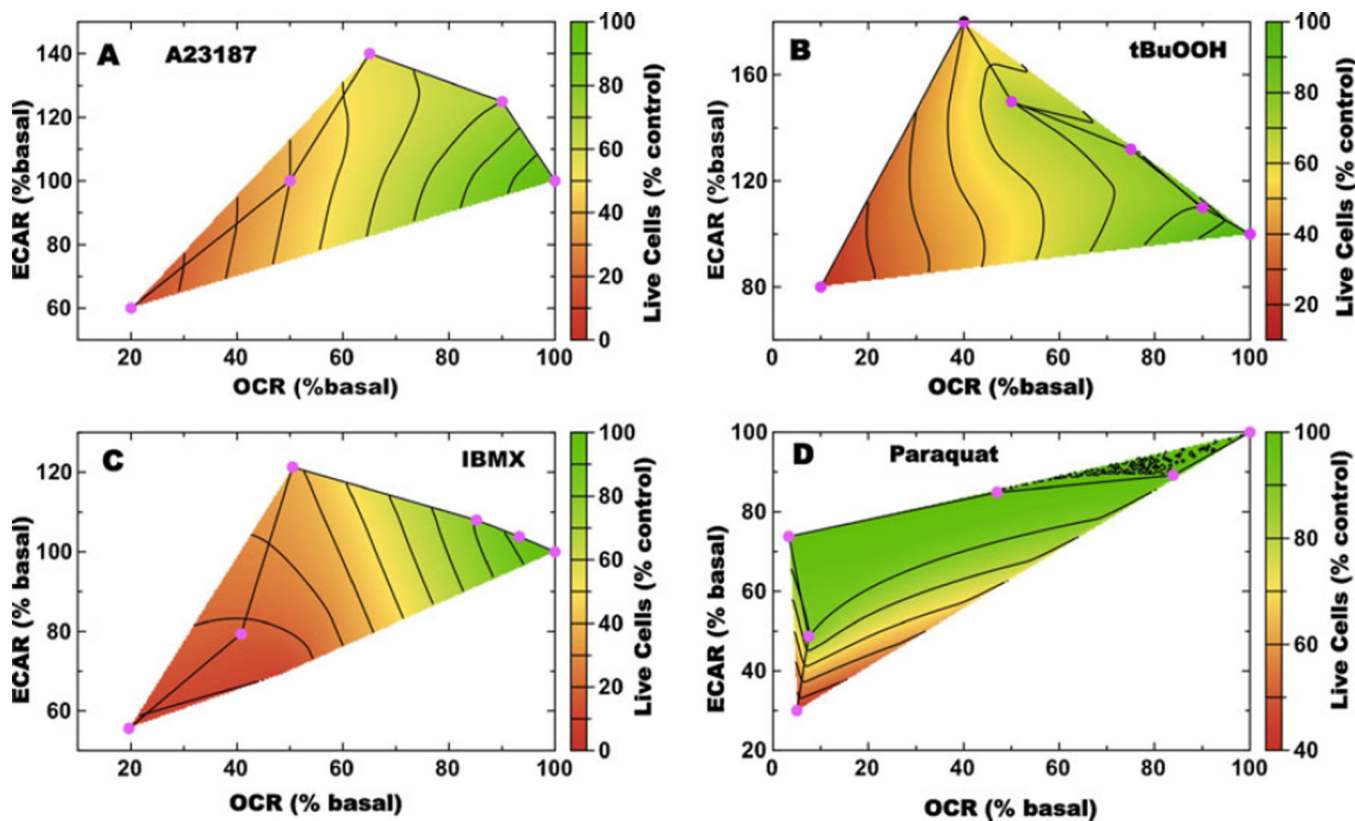 A A23187
140
120
100
80
60
ECAR (%basal)
20 40 60 80 100
OCR (%basal)
100
80
60
40
20
0
Live Cells (% control)
B tBuOOH
160
120
80
ECAR (%basal)
0 20 40 60 80 100
OCR (%basal)
100
80
60
40
20
Live Cells (% control)
C IBMX
120
100
80
60
ECAR (% basal)
20 40 60 80 100
OCR (% basal)
100
80
60
40
20
0
Live Cells (% control)
D Paraquat
100
80
60
40
20
ECAR (% basal)
0 20 40 60 80 100
OCR (% basal)
100
80
60
40
Live Cells (% control)